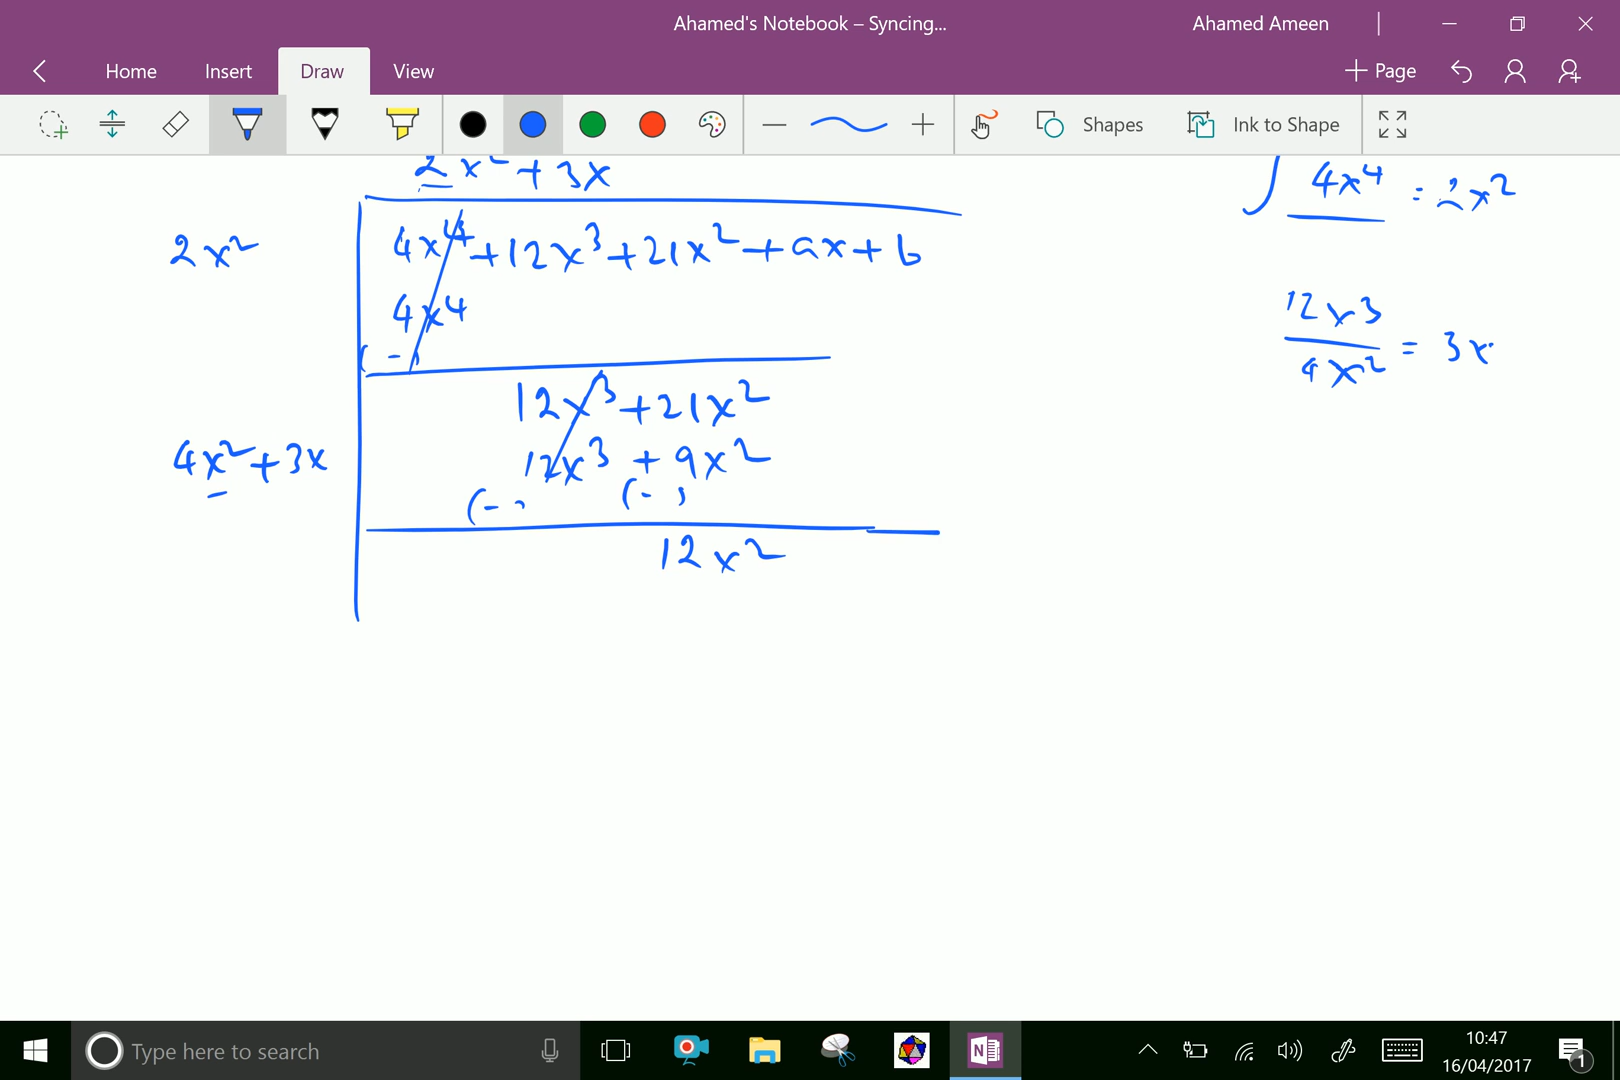 Ahamed's Notebook – Syncing...
Ahamed Ameen
Home Insert Draw View
Page
Shapes
Ink to Shape
2x² + 3x
2x²
4x⁴ + 12x³ + 21x² + ax + b
4x⁴
(-)
12x³ + 21x²
4x² + 3x
12x³ + 9x²
(-) (-)
12x²
∫ 4x⁴ = 2x²
12x3
4x²
= 3x
Type here to search
10:47
16/04/2017
1